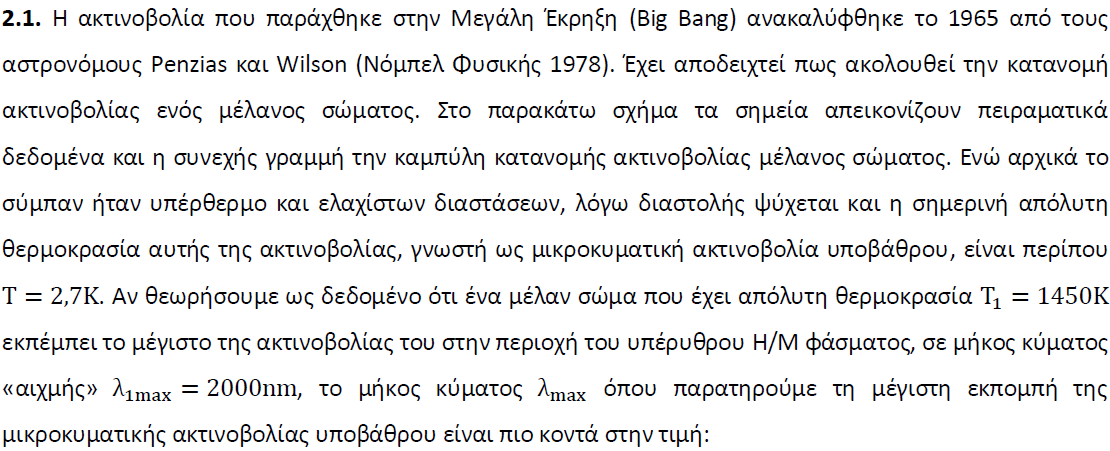 2.1. Η ακτινοβολία που παράχθηκε στην Μεγάλη Έκρηξη (Big Bang) ανακαλύφθηκε το 1965 από τους
αστρονόμους Penzias και Wilson (Νόμπελ Φυσικής 1978). Έχει αποδειχτεί πως ακολουθεί την κατανομή
ακτινοβολίας ενός μέλανος σώματος. Στο παρακάτω σχήμα τα σημεία απεικονίζουν πειραματικά
δεδομένα και η συνεχής γραμμή την καμπύλη κατανομής ακτινοβολίας μέλανος σώματος. Ενώ αρχικά το
σύμπαν ήταν υπέρθερμο και ελαχίστων διαστάσεων, λόγω διαστολής ψύχεται και η σημερινή απόλυτη
θερμοκρασία αυτής της ακτινοβολίας, γνωστή ως μικροκυματική ακτινοβολία υποβάθρου, είναι περίπου
T = 2,7K. Αν θεωρήσουμε ως δεδομένο ότι ένα μέλαν σώμα που έχει απόλυτη θερμοκρασία T₁ = 1450K
εκπέμπει το μέγιστο της ακτινοβολίας του στην περιοχή του υπέρυθρου Η/Μ φάσματος, σε μήκος κύματος
«αιχμής» λ₁max = 2000nm, το μήκος κύματος λmax όπου παρατηρούμε τη μέγιστη εκπομπή της
μικροκυματικής ακτινοβολίας υποβάθρου είναι πιο κοντά στην τιμή: